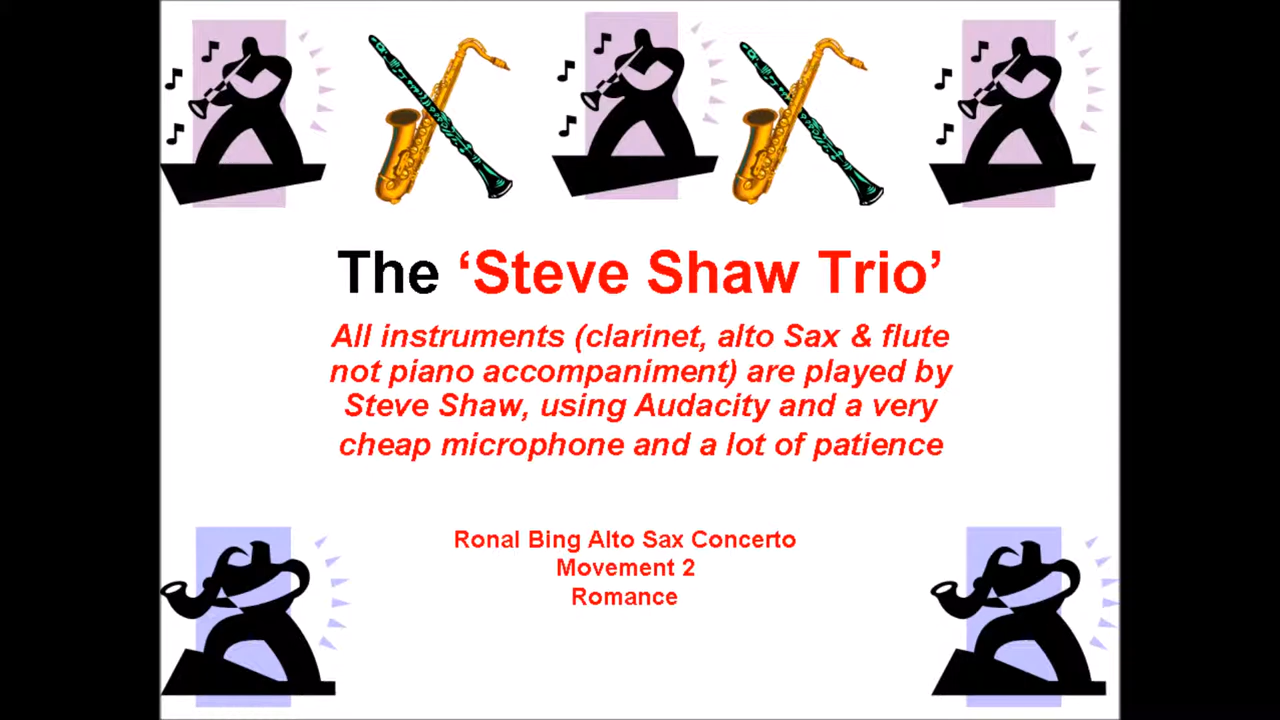 The ‘Steve Shaw Trio’
All instruments (clarinet, alto Sax & flute
not piano accompaniment) are played by
Steve Shaw, using Audacity and a very
cheap microphone and a lot of patience
Ronal Bing Alto Sax Concerto
Movement 2
Romance